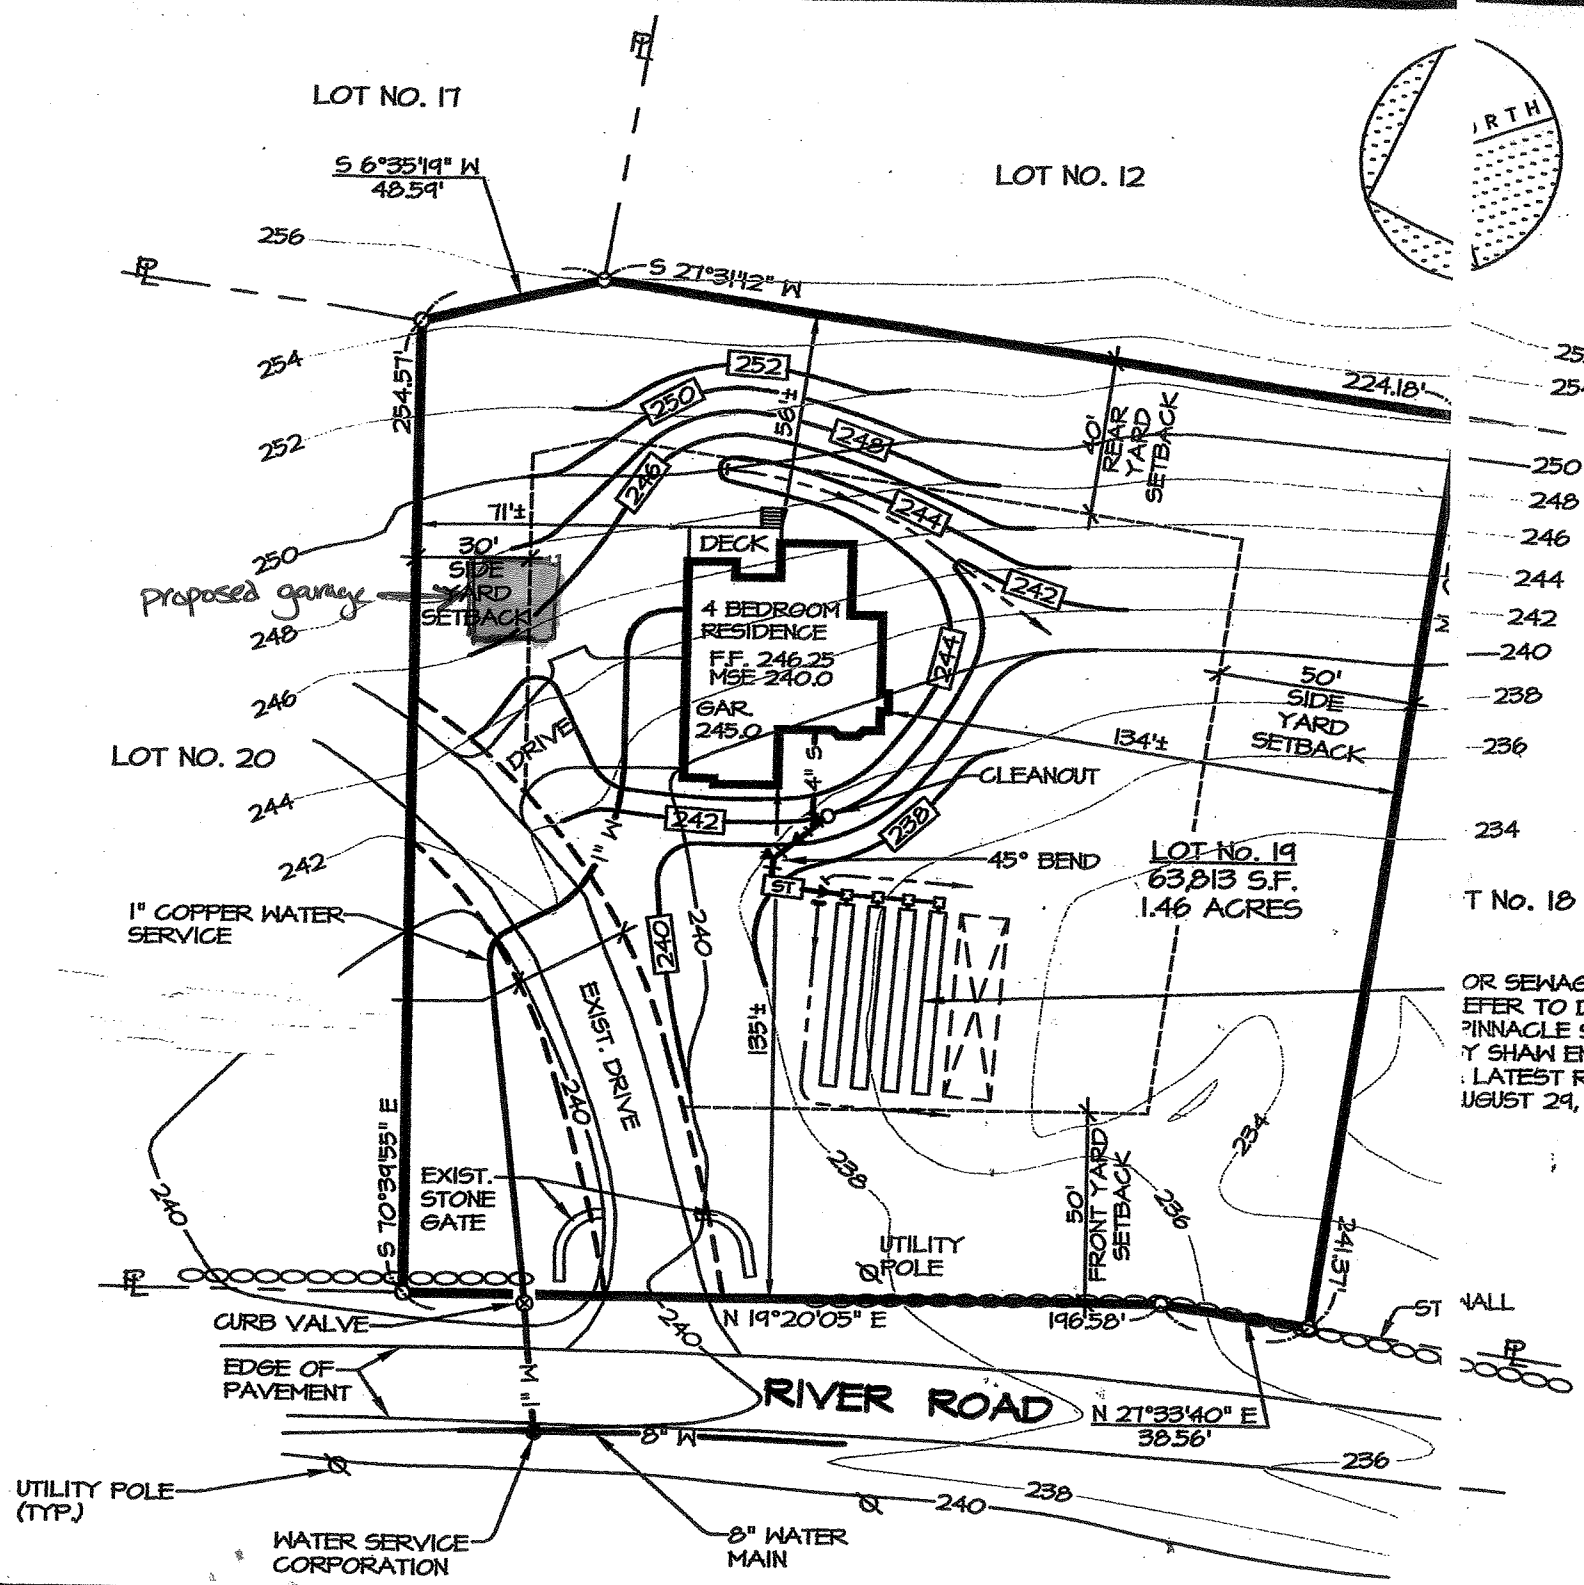 LOT NO. 17
S 6°35'19" W
48.59'
LOT NO. 12
256
S 27°31'12" W
254
254.57'
252
252
250
248
56'±
224.18'
40'
REAR
YARD
SETBACK
246
250
248
246
244
242
240
238
236
234
244
71'±
30'
SIDE
YARD
SETBACK
DECK
250
proposed garage
248
4 BEDROOM
RESIDENCE
F.F. 246.25
MSE 240.0
GAR.
245.0
242
244
246
DRIVE
50'
SIDE
YARD
SETBACK
134'±
LOT NO. 20
4" S
CLEANOUT
244
242
238
242
1" W
45° BEND
ST
LOT No. 19
63,813 S.F.
1.46 ACRES
T No. 18
1" COPPER WATER
SERVICE
240
240
EXIST. DRIVE
135'±
OR SEWAG
EFER TO D
PINNACLE S
Y SHAW EN
LATEST R
UGUST 29,
240
S 70°39'55" E
EXIST.
STONE
GATE
240
238
50'
FRONT YARD
SETBACK
236
234
241.37'
UTILITY
POLE
CURB VALVE
N 19°20'05" E
196.58'
240
ST
WALL
EDGE OF
PAVEMENT
1" W
RIVER ROAD
N 27°33'40" E
38.56'
8" W
236
238
240
UTILITY POLE
(TYP.)
WATER SERVICE
CORPORATION
8" WATER
MAIN